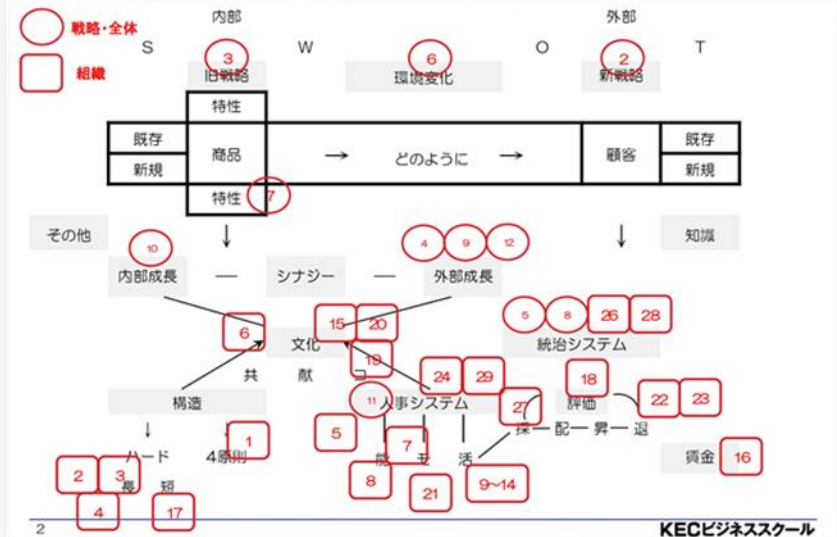 内部 外部
戦略・全体
S W O T
3 6 2
組織
旧戦略 環境変化 新戦略
特性
既存 商品 → どのように → 顧客 既存
新規 新規
特性 7
その他 知識
10 4 9 12
内部成長 シナジー 外部成長
5 8 26 28
6 15 20
文化 統治システム
19
共 献 コ 24 29 18
構造 11 人事システム 27 評価 22 23
採 配 昇 退
1 5 7
ハード 4原則 能 モ 活 賃金 16
2 3 8 9~14
長 短 21
4 17
2 KECビジネススクール